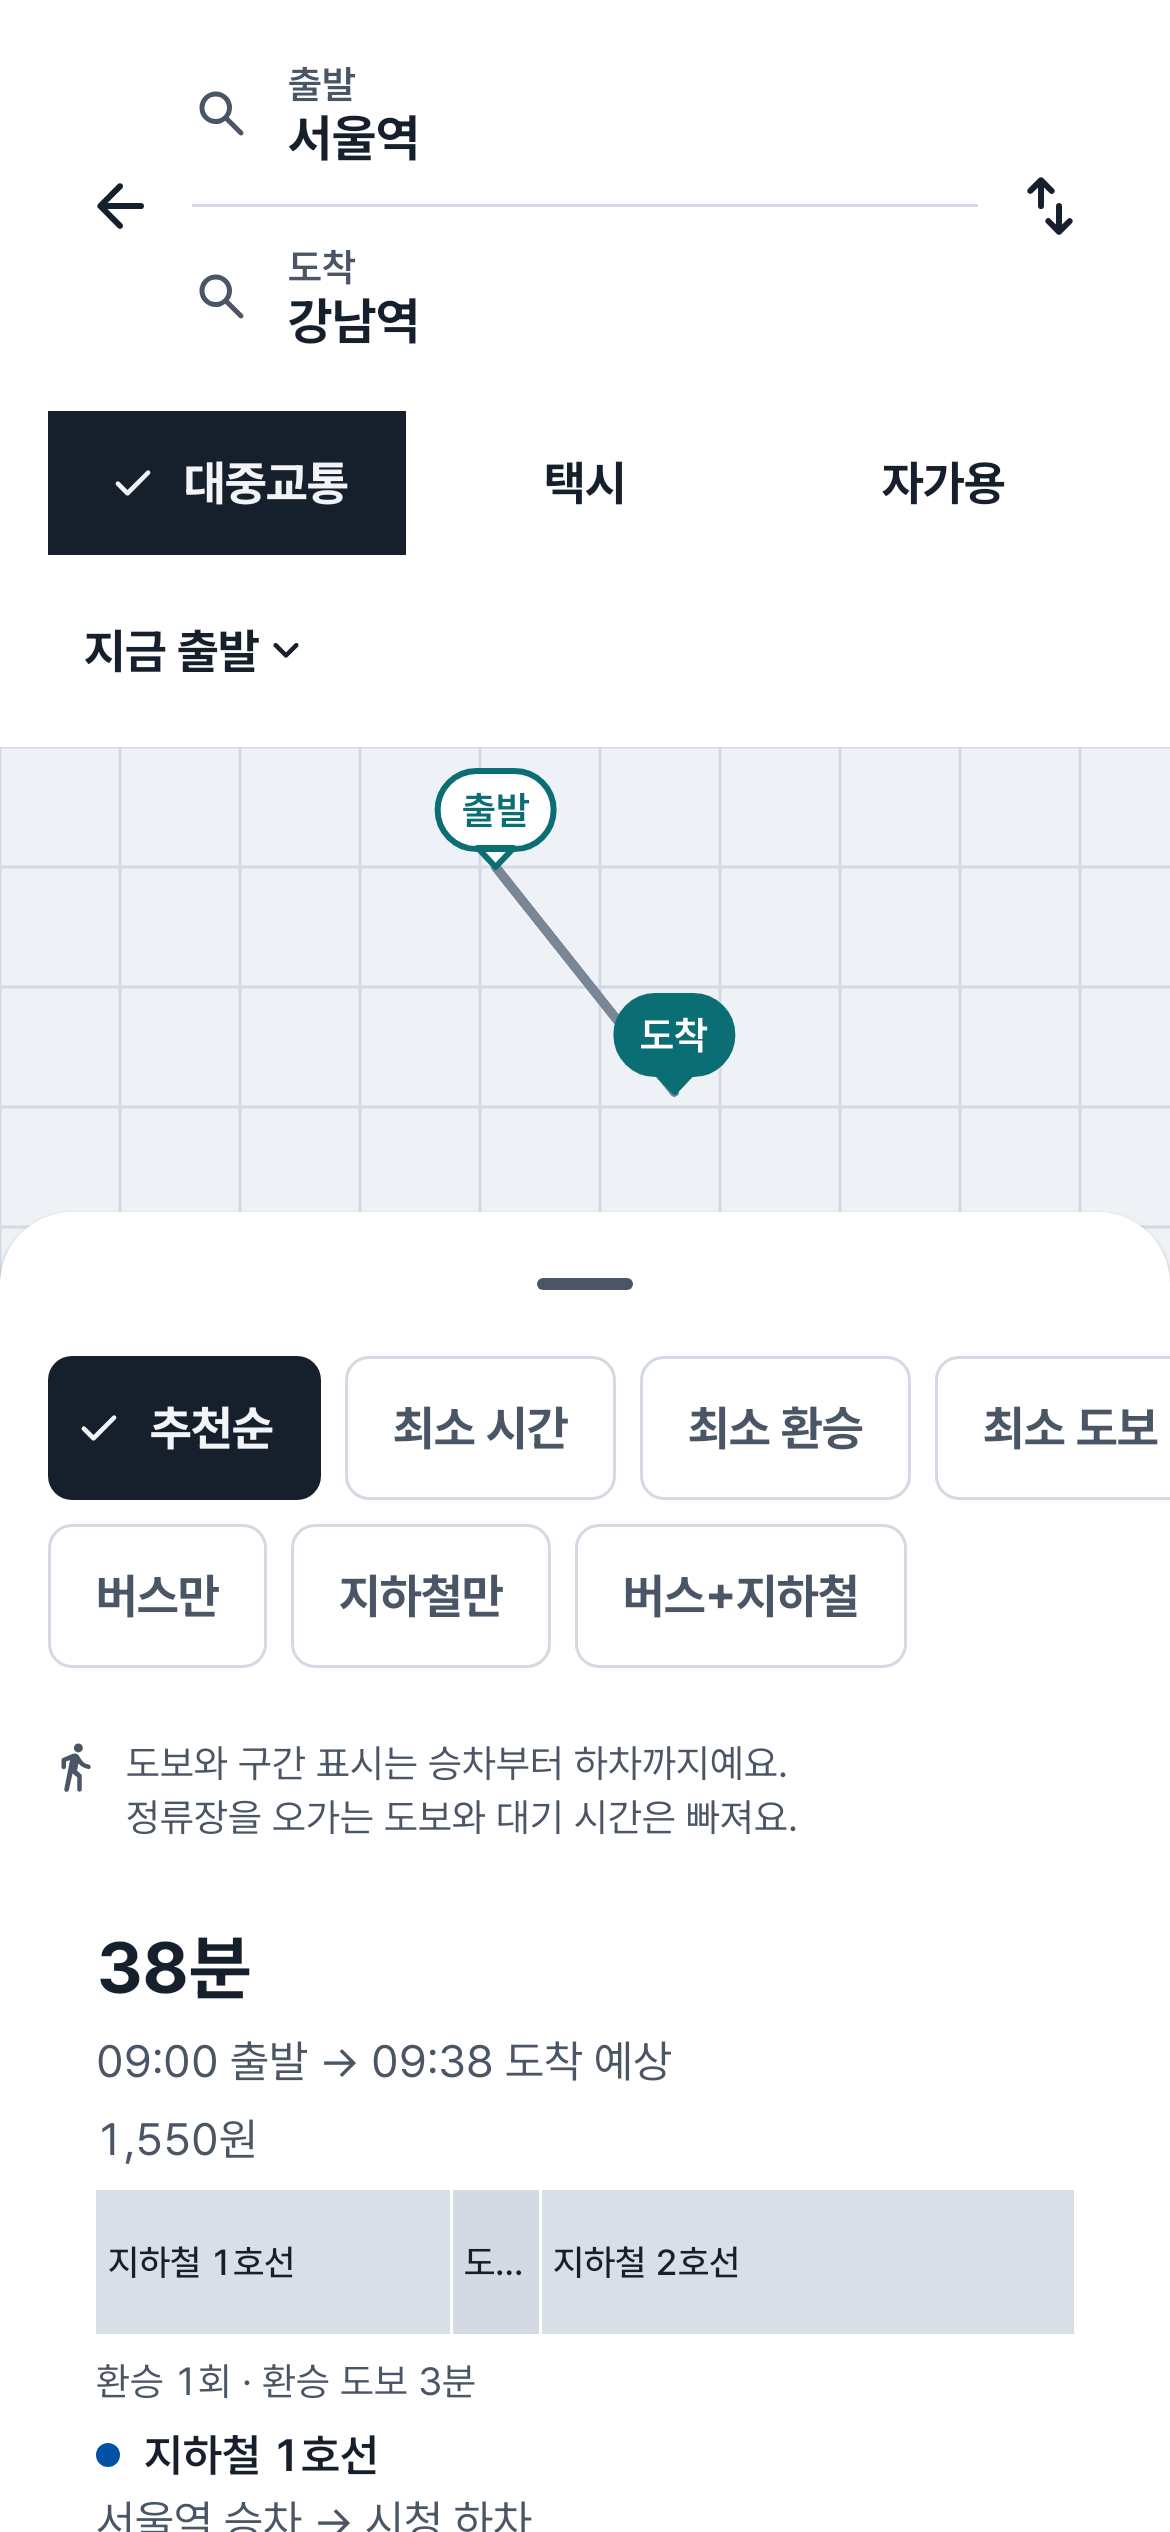 출발
서울역
도착
강남역
대중교통 택시 자가용
지금 출발
출발
도착
추천순 최소 시간 최소 환승 최소 도보
버스만 지하철만 버스+지하철
도보와 구간 표시는 승차부터 하차까지예요.
정류장을 오가는 도보와 대기 시간은 빠져요.
38분
09:00 출발 → 09:38 도착 예상
1,550원
지하철 1호선 도... 지하철 2호선
환승 1회 · 환승 도보 3분
지하철 1호선
서울역 승차 → 시청 하차